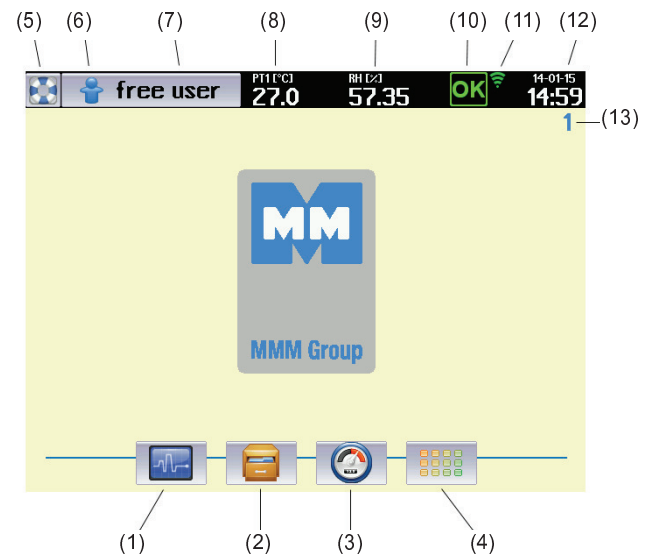 (5) (6) (7) (8) (9) (10) (11) (12)
free user PT1 [°C] 27.0 RH [%] 57.35 OK 14-01-15 14:59
1 (13)
MM
MMM Group
(1) (2) (3) (4)